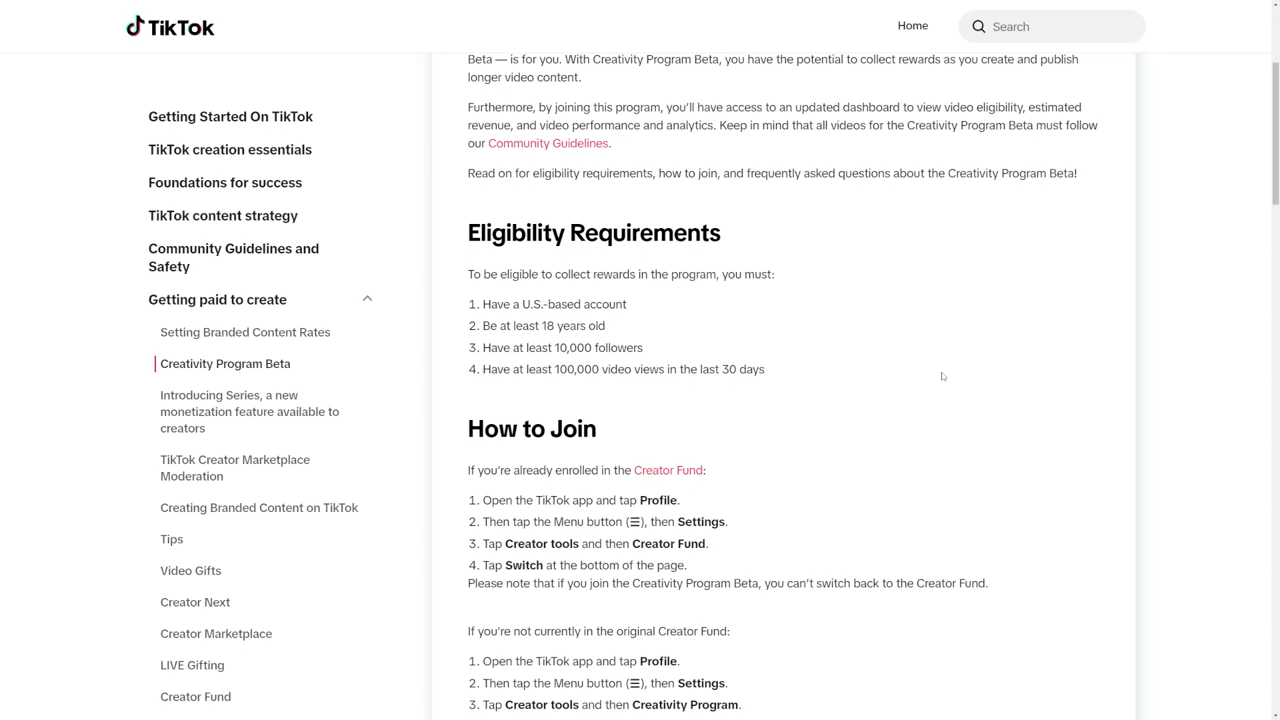 TikTok
Home
Search
Getting Started On TikTok
TikTok creation essentials
Foundations for success
TikTok content strategy
Community Guidelines and
Safety
Getting paid to create
Setting Branded Content Rates
Creativity Program Beta
Introducing Series, a new
monetization feature available to
creators
TikTok Creator Marketplace
Moderation
Creating Branded Content on TikTok
Tips
Video Gifts
Creator Next
Creator Marketplace
LIVE Gifting
Creator Fund
Beta — is for you. With Creativity Program Beta, you have the potential to collect rewards as you create and publish
longer video content.
Furthermore, by joining this program, you’ll have access to an updated dashboard to view video eligibility, estimated
revenue, and video performance and analytics. Keep in mind that all videos for the Creativity Program Beta must follow
our Community Guidelines.
Read on for eligibility requirements, how to join, and frequently asked questions about the Creativity Program Beta!
Eligibility Requirements
To be eligible to collect rewards in the program, you must:
1. Have a U.S.-based account
2. Be at least 18 years old
3. Have at least 10,000 followers
4. Have at least 100,000 video views in the last 30 days
How to Join
If you’re already enrolled in the Creator Fund:
1. Open the TikTok app and tap Profile.
2. Then tap the Menu button (☰), then Settings.
3. Tap Creator tools and then Creator Fund.
4. Tap Switch at the bottom of the page.
Please note that if you join the Creativity Program Beta, you can’t switch back to the Creator Fund.
If you’re not currently in the original Creator Fund:
1. Open the TikTok app and tap Profile.
2. Then tap the Menu button (☰), then Settings.
3. Tap Creator tools and then Creativity Program.